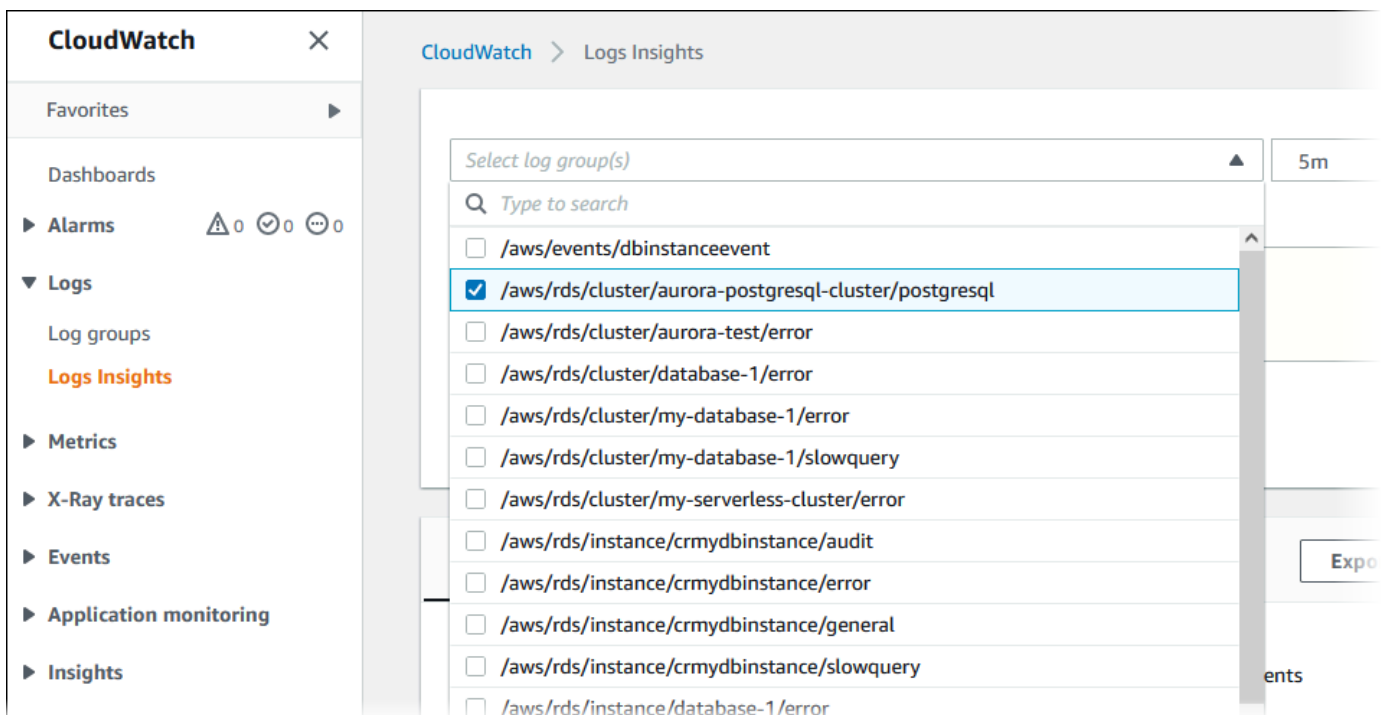 CloudWatch
Favorites
Dashboards
Alarms 0 0 0
Logs
Log groups
Logs Insights
Metrics
X-Ray traces
Events
Application monitoring
Insights
CloudWatch > Logs Insights
Select log group(s)
5m
Type to search
/aws/events/dbinstanceevent
/aws/rds/cluster/aurora-postgresql-cluster/postgresql
/aws/rds/cluster/aurora-test/error
/aws/rds/cluster/database-1/error
/aws/rds/cluster/my-database-1/error
/aws/rds/cluster/my-database-1/slowquery
/aws/rds/cluster/my-serverless-cluster/error
/aws/rds/instance/crmydbinstance/audit
/aws/rds/instance/crmydbinstance/error
/aws/rds/instance/crmydbinstance/general
/aws/rds/instance/crmydbinstance/slowquery
/aws/rds/instance/database-1/error
Expo
ents